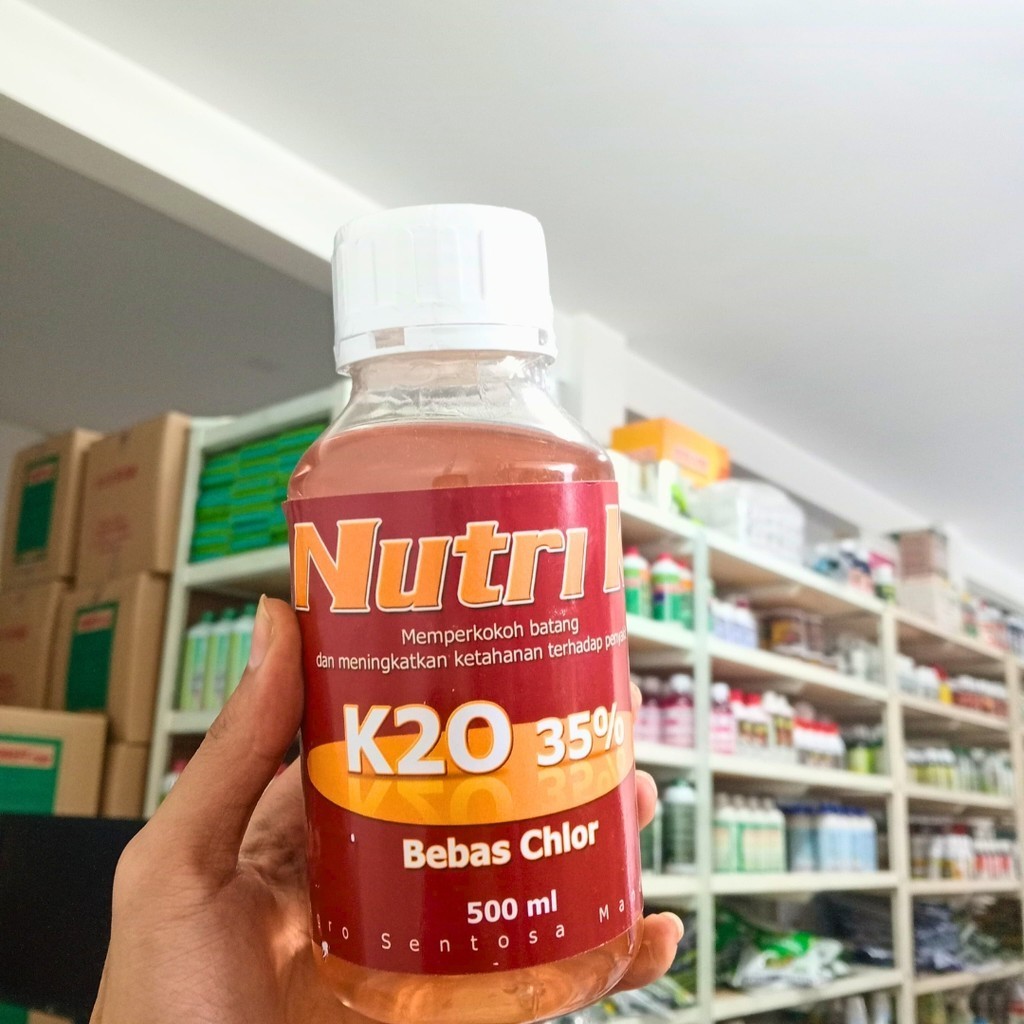 Nutri
Memperkokoh batang
dan meningkatkan ketahanan terhadap
K2O 35%
Bebas Chlor
500 ml
Sentosa